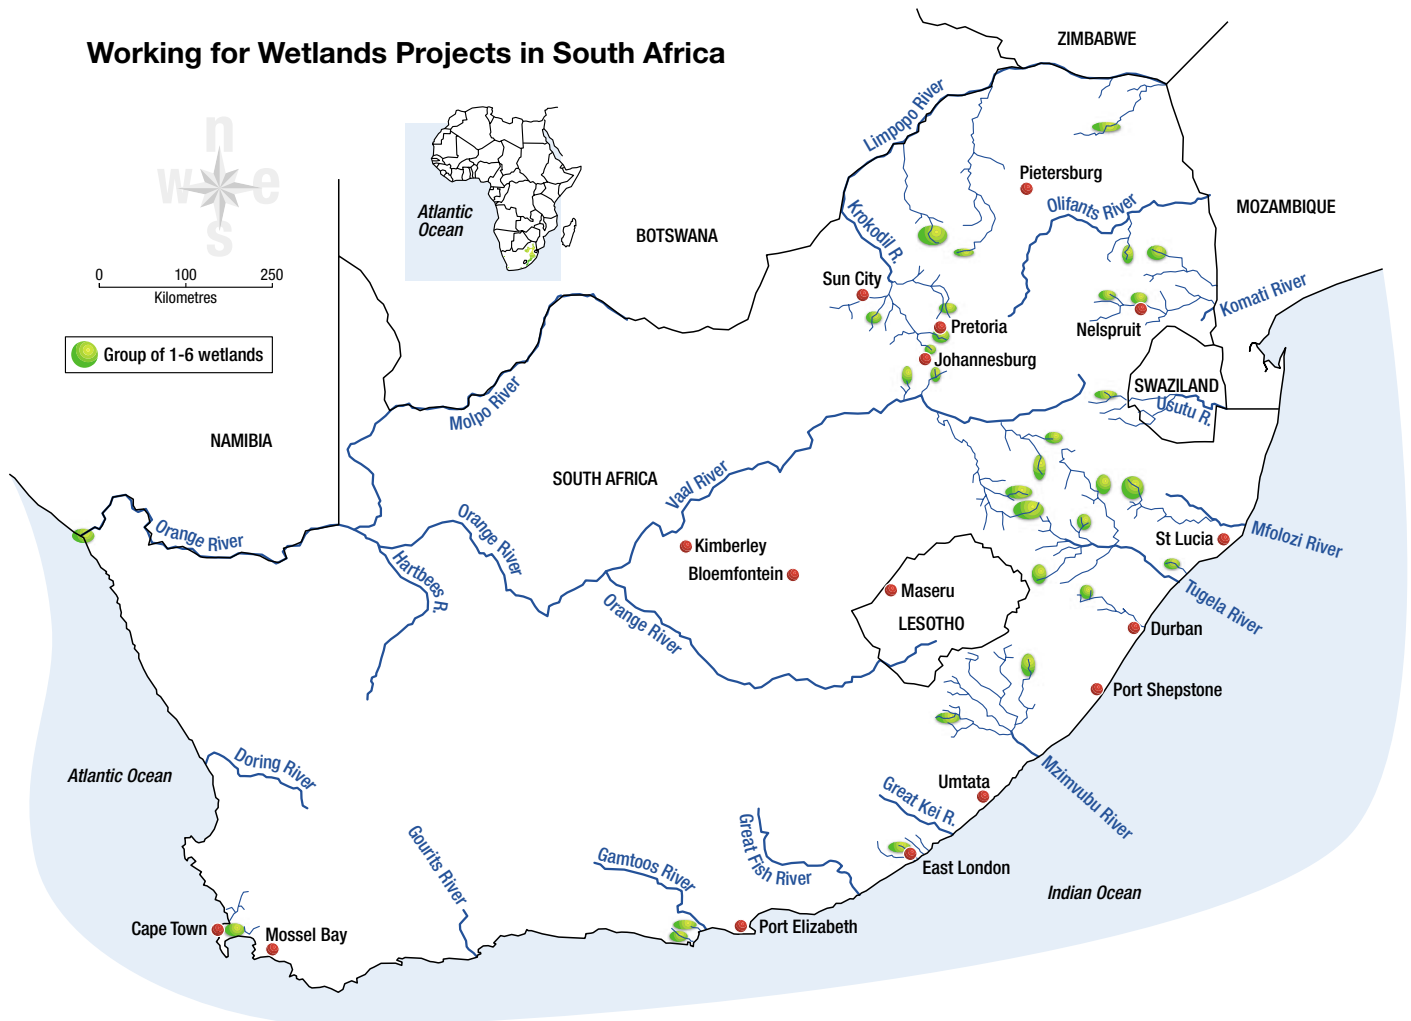 Working for Wetlands Projects in South Africa
ZIMBABWE
n
w e
s
Limpopo River
Atlantic
Ocean
Pietersburg
Olifants River
MOZAMBIQUE
BOTSWANA
Krokodil R.
0 100 250
Kilometres
Sun City
Komati River
Pretoria
Nelspruit
Group of 1-6 wetlands
Johannesburg
SWAZILAND
Usutu R.
Molpo River
NAMIBIA
SOUTH AFRICA
Vaal River
Orange River
Orange River
Kimberley
St Lucia
Mfolozi River
Bloemfontein
Hartbees R.
Maseru
Tugela River
LESOTHO
Orange River
Durban
Port Shepstone
Doring River
Atlantic Ocean
Umtata
Mzimvubu River
Great Kei R.
Gourits River
Gamtoos River
Great Fish River
East London
Indian Ocean
Cape Town
Mossel Bay
Port Elizabeth